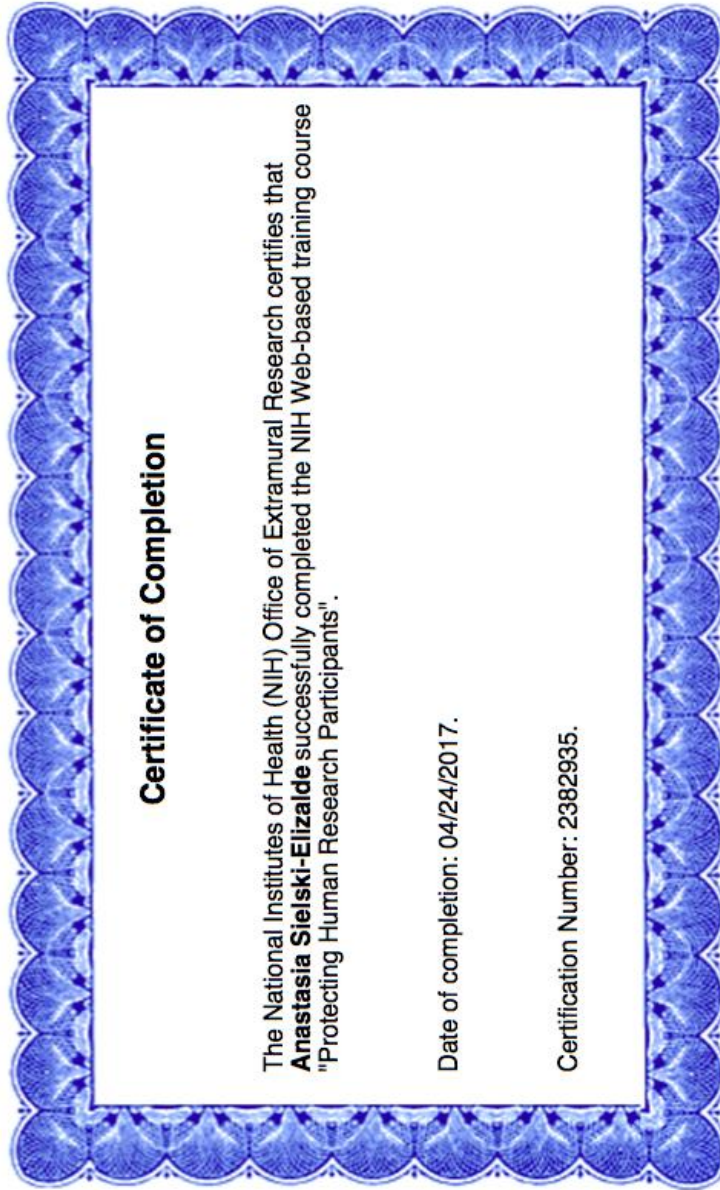 Certificate of Completion
The National Institutes of Health (NIH) Office of Extramural Research certifies that
Anastasia Sielski-Elizalde successfully completed the NIH Web-based training course
"Protecting Human Research Participants".
Date of completion: 04/24/2017.
Certification Number: 2382935.